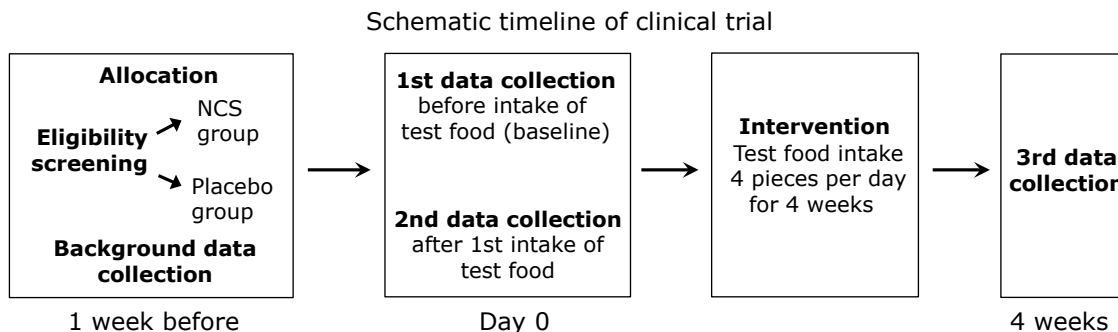 Schematic timeline of clinical trial
Allocation
NCS
group
Eligibility
screening
Placebo
group
Background data
collection
1 week before
1st data collection
before intake of
test food (baseline)
2nd data collection
after 1st intake of
test food
Day 0
Intervention
Test food intake
4 pieces per day
for 4 weeks
3rd data
collection
4 weeks